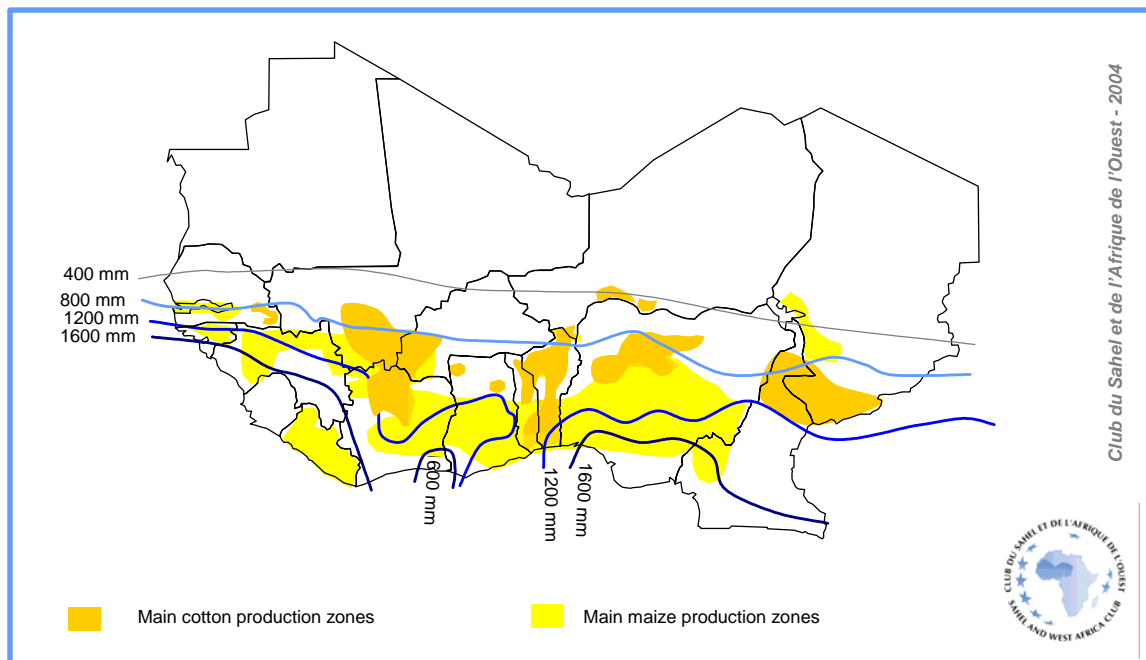 Club du Sahel et de l'Afrique de l'Ouest - 2004
400 mm
800 mm
1200 mm
1600 mm
600 mm
1200 mm
1600 mm
Main cotton production zones
Main maize production zones
CLUB DU SAHEL ET DE L'AFRIQUE DE L'OUEST
SAHEL AND WEST AFRICA CLUB